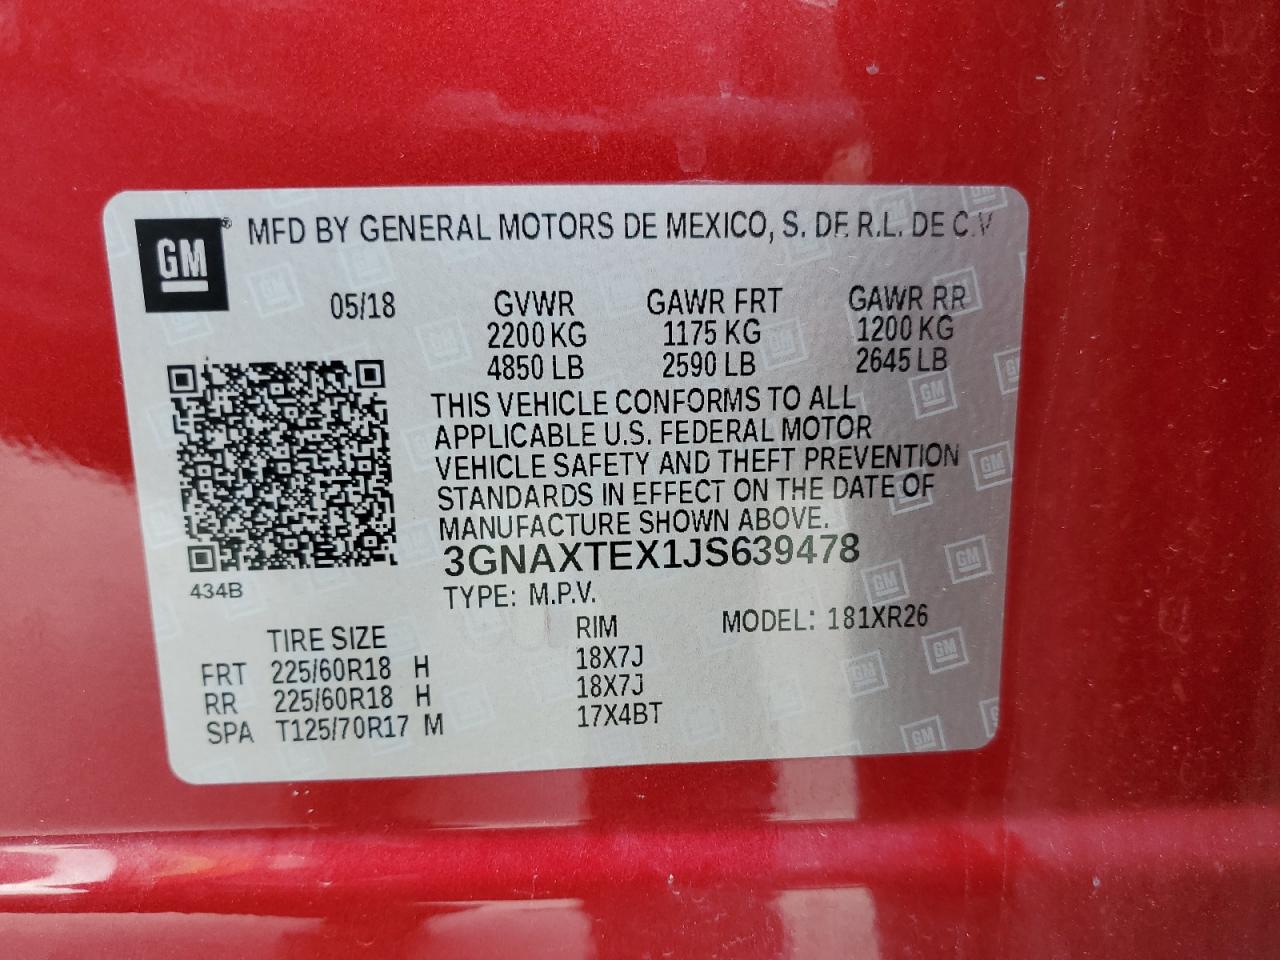 GM ® MFD BY GENERAL MOTORS DE MEXICO, S. DE R.L. DE C.V
05/18 GVWR GAWR FRT GAWR RR
2200 KG 1175 KG 1200 KG
4850 LB 2590 LB 2645 LB
THIS VEHICLE CONFORMS TO ALL
APPLICABLE U.S. FEDERAL MOTOR
VEHICLE SAFETY AND THEFT PREVENTION
STANDARDS IN EFFECT ON THE DATE OF
MANUFACTURE SHOWN ABOVE.
3GNAXTEX1JS639478
434B
TYPE: M.P.V.
TIRE SIZE RIM MODEL: 181XR26
FRT 225/60R18 H 18X7J
RR 225/60R18 H 18X7J
SPA T125/70R17 M 17X4BT